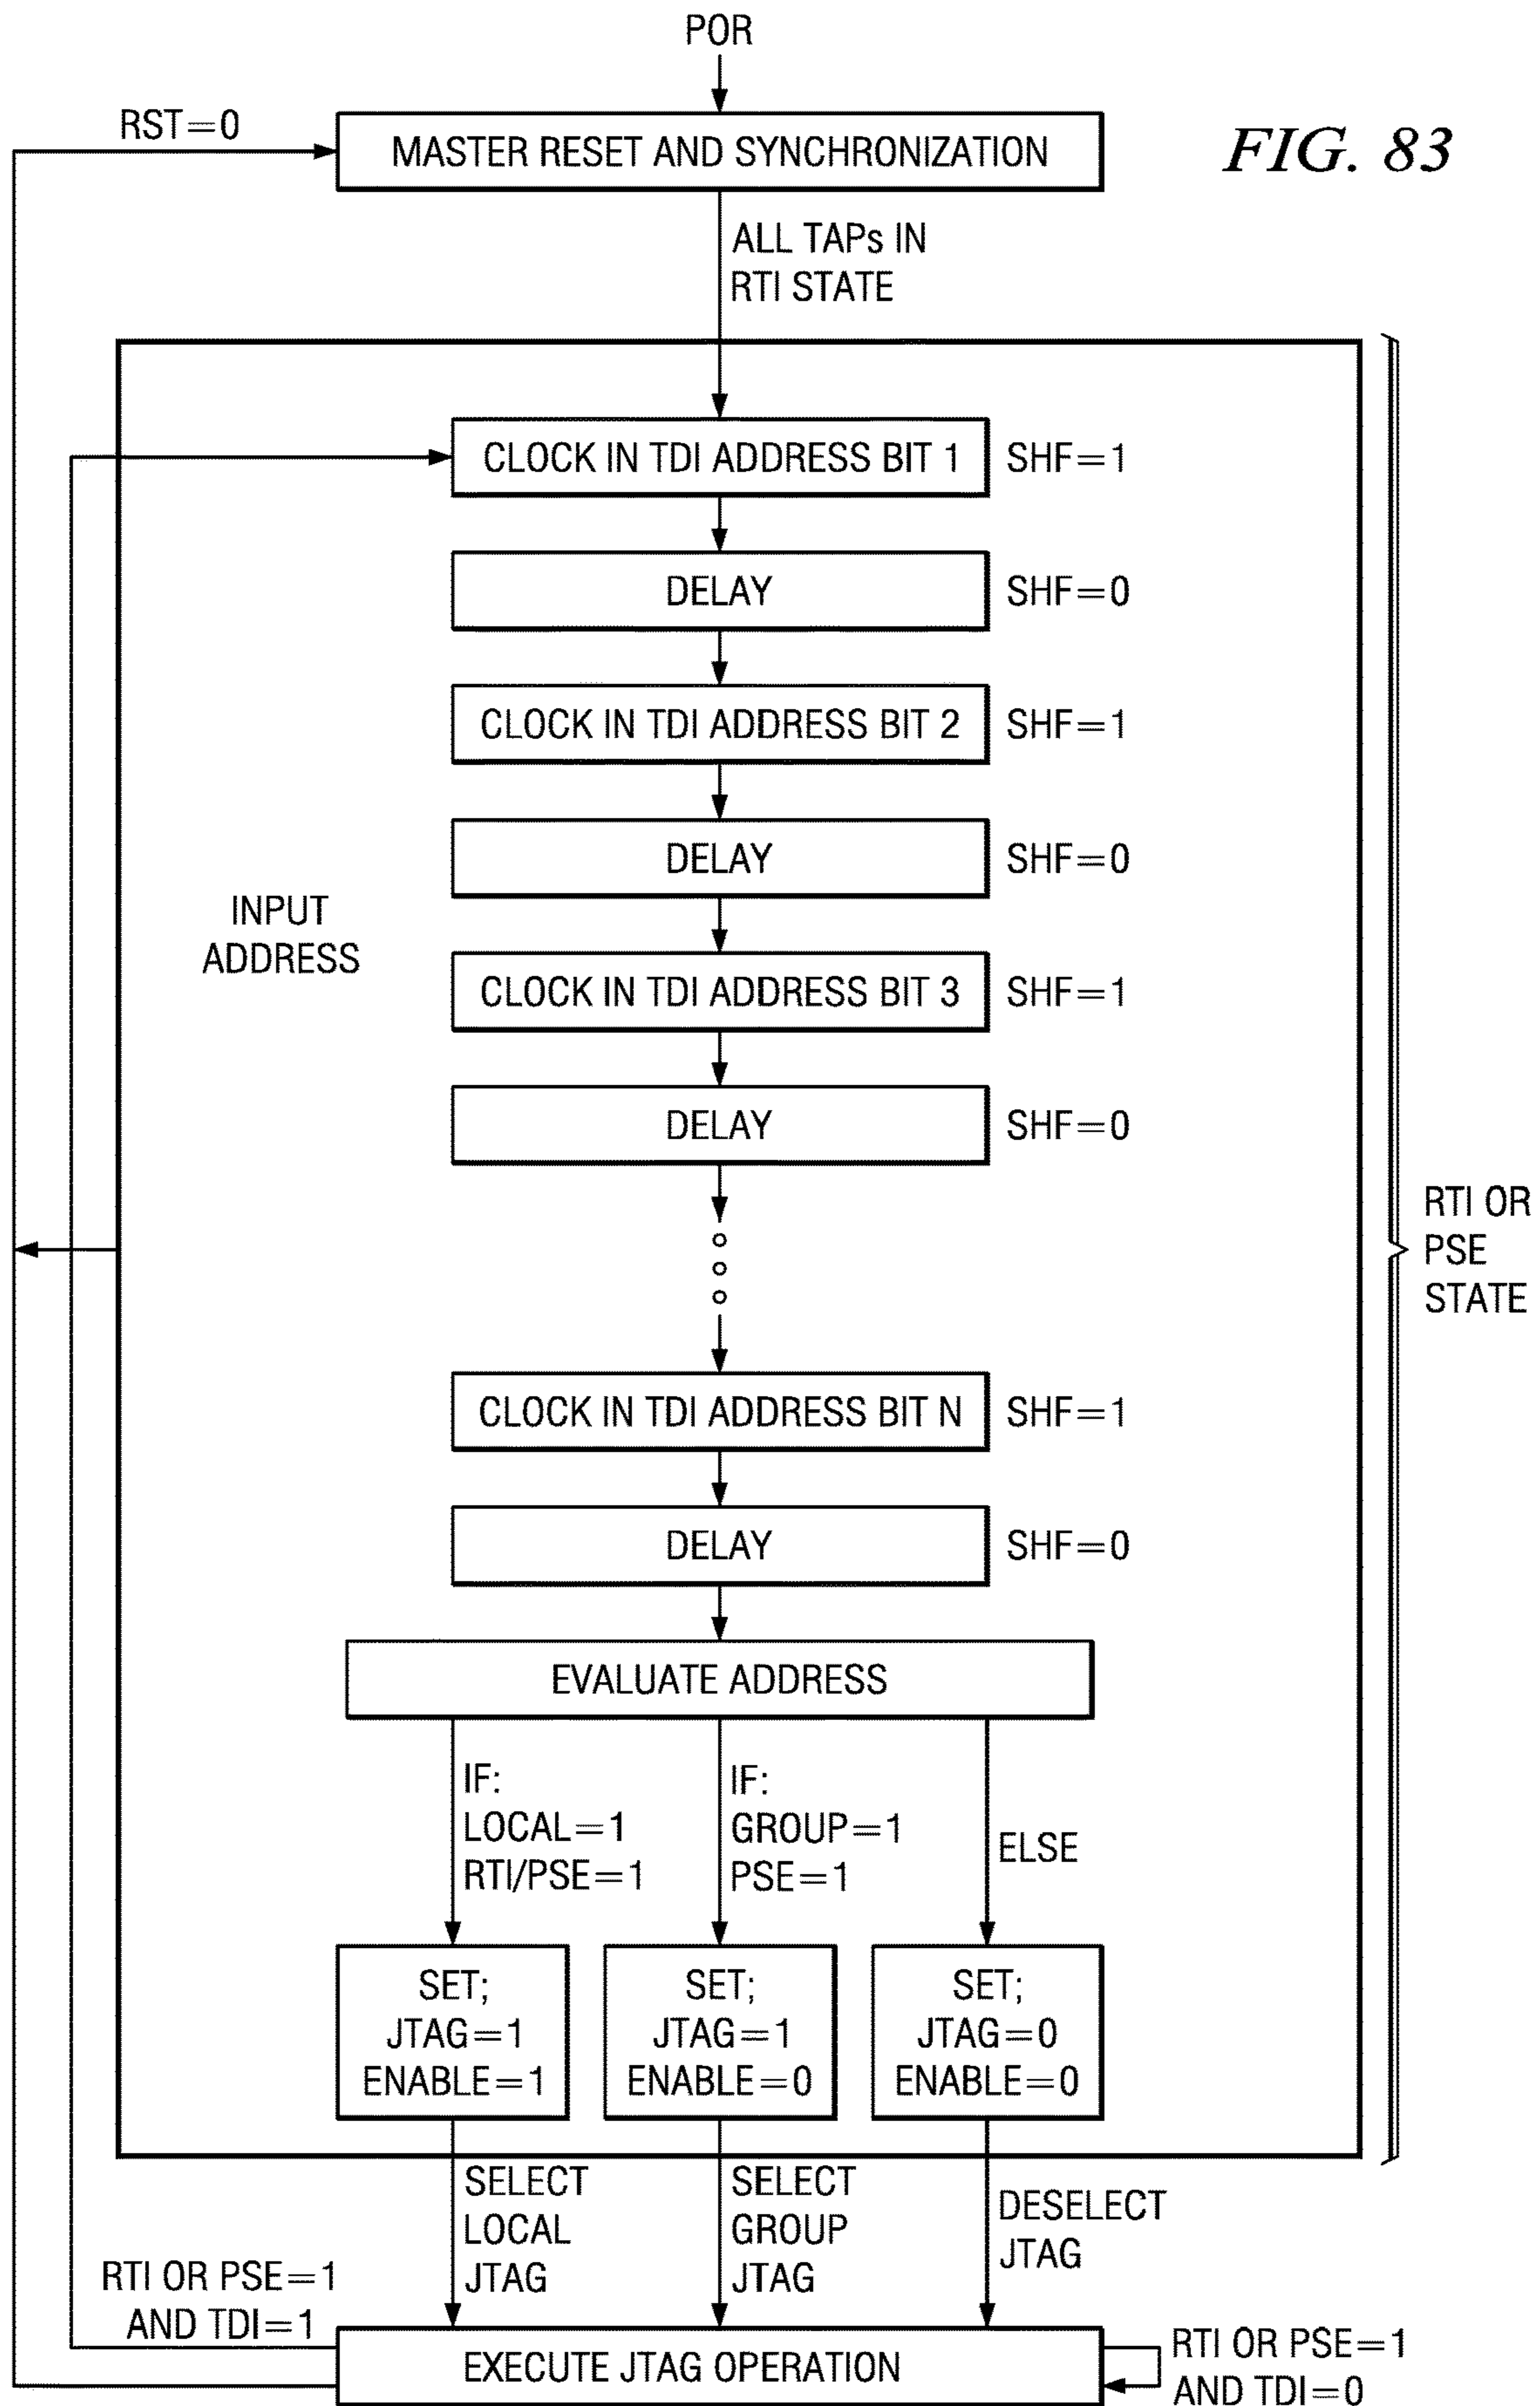 POR
RST=0
MASTER RESET AND SYNCHRONIZATION
FIG. 83
ALL TAPs IN
RTI STATE
CLOCK IN TDI ADDRESS BIT 1
SHF=1
DELAY
SHF=0
CLOCK IN TDI ADDRESS BIT 2
SHF=1
DELAY
SHF=0
INPUT
ADDRESS
CLOCK IN TDI ADDRESS BIT 3
SHF=1
DELAY
SHF=0
RTI OR
PSE
STATE
CLOCK IN TDI ADDRESS BIT N
SHF=1
DELAY
SHF=0
EVALUATE ADDRESS
IF:
LOCAL=1
RTI/PSE=1
IF:
GROUP=1
PSE=1
ELSE
SET;
JTAG=1
ENABLE=1
SET;
JTAG=1
ENABLE=0
SET;
JTAG=0
ENABLE=0
SELECT
LOCAL
JTAG
SELECT
GROUP
JTAG
DESELECT
JTAG
RTI OR PSE=1
AND TDI=1
EXECUTE JTAG OPERATION
RTI OR PSE=1
AND TDI=0